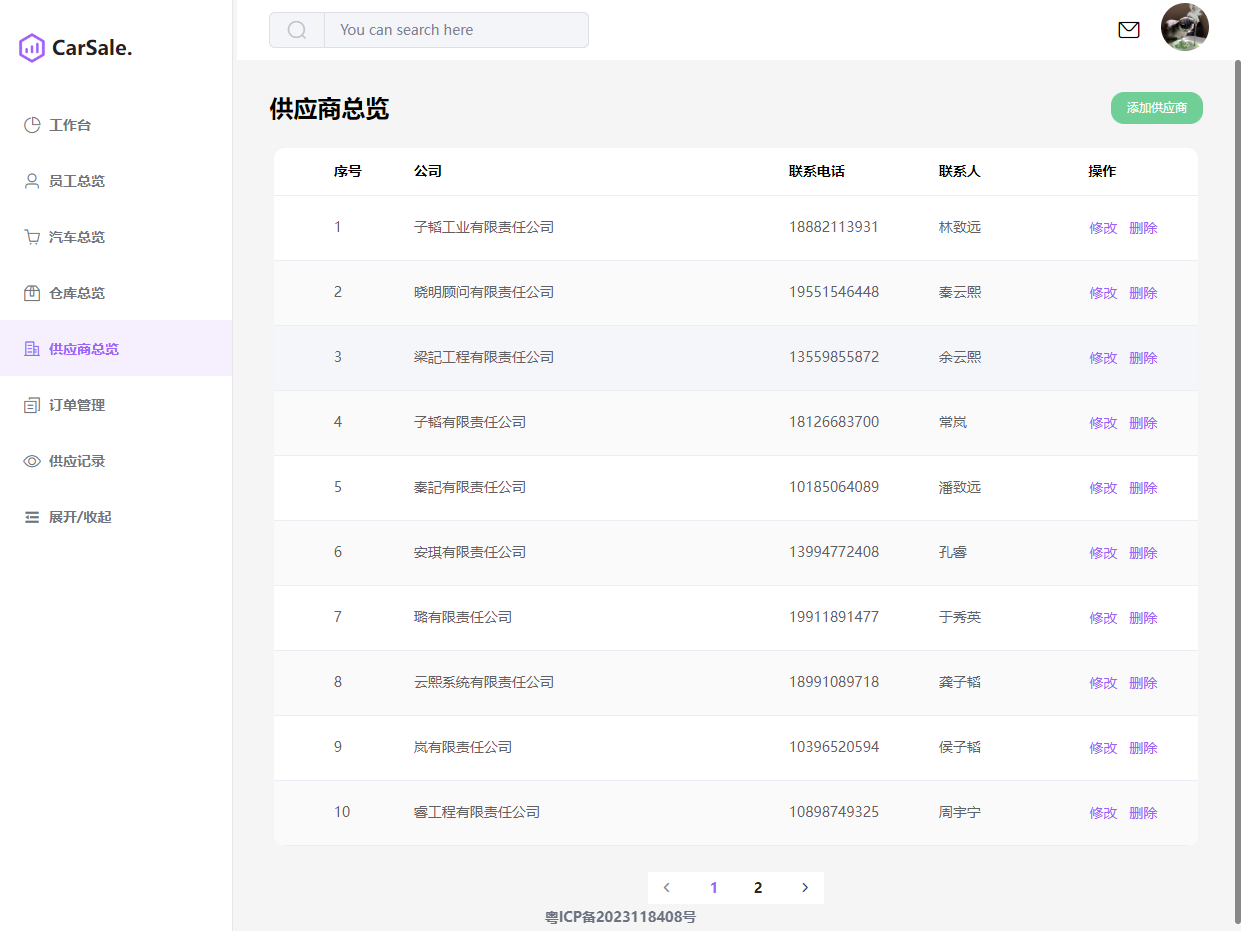 CarSale.
You can search here
工作台
员工总览
汽车总览
仓库总览
供应商总览
订单管理
供应记录
展开/收起
供应商总览
添加供应商
序号 公司 联系电话 联系人 操作
1 子韬工业有限责任公司 18882113931 林致远 修改 删除
2 晓明顾问有限责任公司 19551546448 秦云熙 修改 删除
3 梁記工程有限责任公司 13559855872 余云熙 修改 删除
4 子韬有限责任公司 18126683700 常岚 修改 删除
5 秦記有限责任公司 10185064089 潘致远 修改 删除
6 安琪有限责任公司 13994772408 孔睿 修改 删除
7 璐有限责任公司 19911891477 于秀英 修改 删除
8 云熙系统有限责任公司 18991089718 龚子韬 修改 删除
9 岚有限责任公司 10396520594 侯子韬 修改 删除
10 睿工程有限责任公司 10898749325 周宇宁 修改 删除
1 2
粤ICP备2023118408号